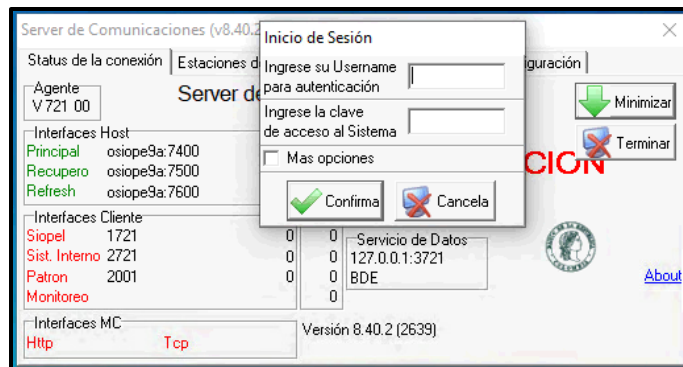 Server de Comunicaciones (v8.40.2
Inicio de Sesión
Status de la conexión
Estaciones d
iguración
Ingrese su Username
para autenticación
Ingrese la clave
de acceso al Sistema
Mas opciones
Confirma
Cancela
Agente
V 721 00
Server de
CION
Minimizar
Terminar
Interfaces Host
Principal osiope9a:7400
Recupero osiope9a:7500
Refresh osiope9a:7600
Interfaces Cliente
Siopel 1721 0 0
Sist. Interno 2721 0 0
Patron 2001 0 0
Monitoreo 0
Servicio de Datos
127.0.0.1:3721
BDE
About
Interfaces MC
Http Tcp
Versión 8.40.2 (2639)